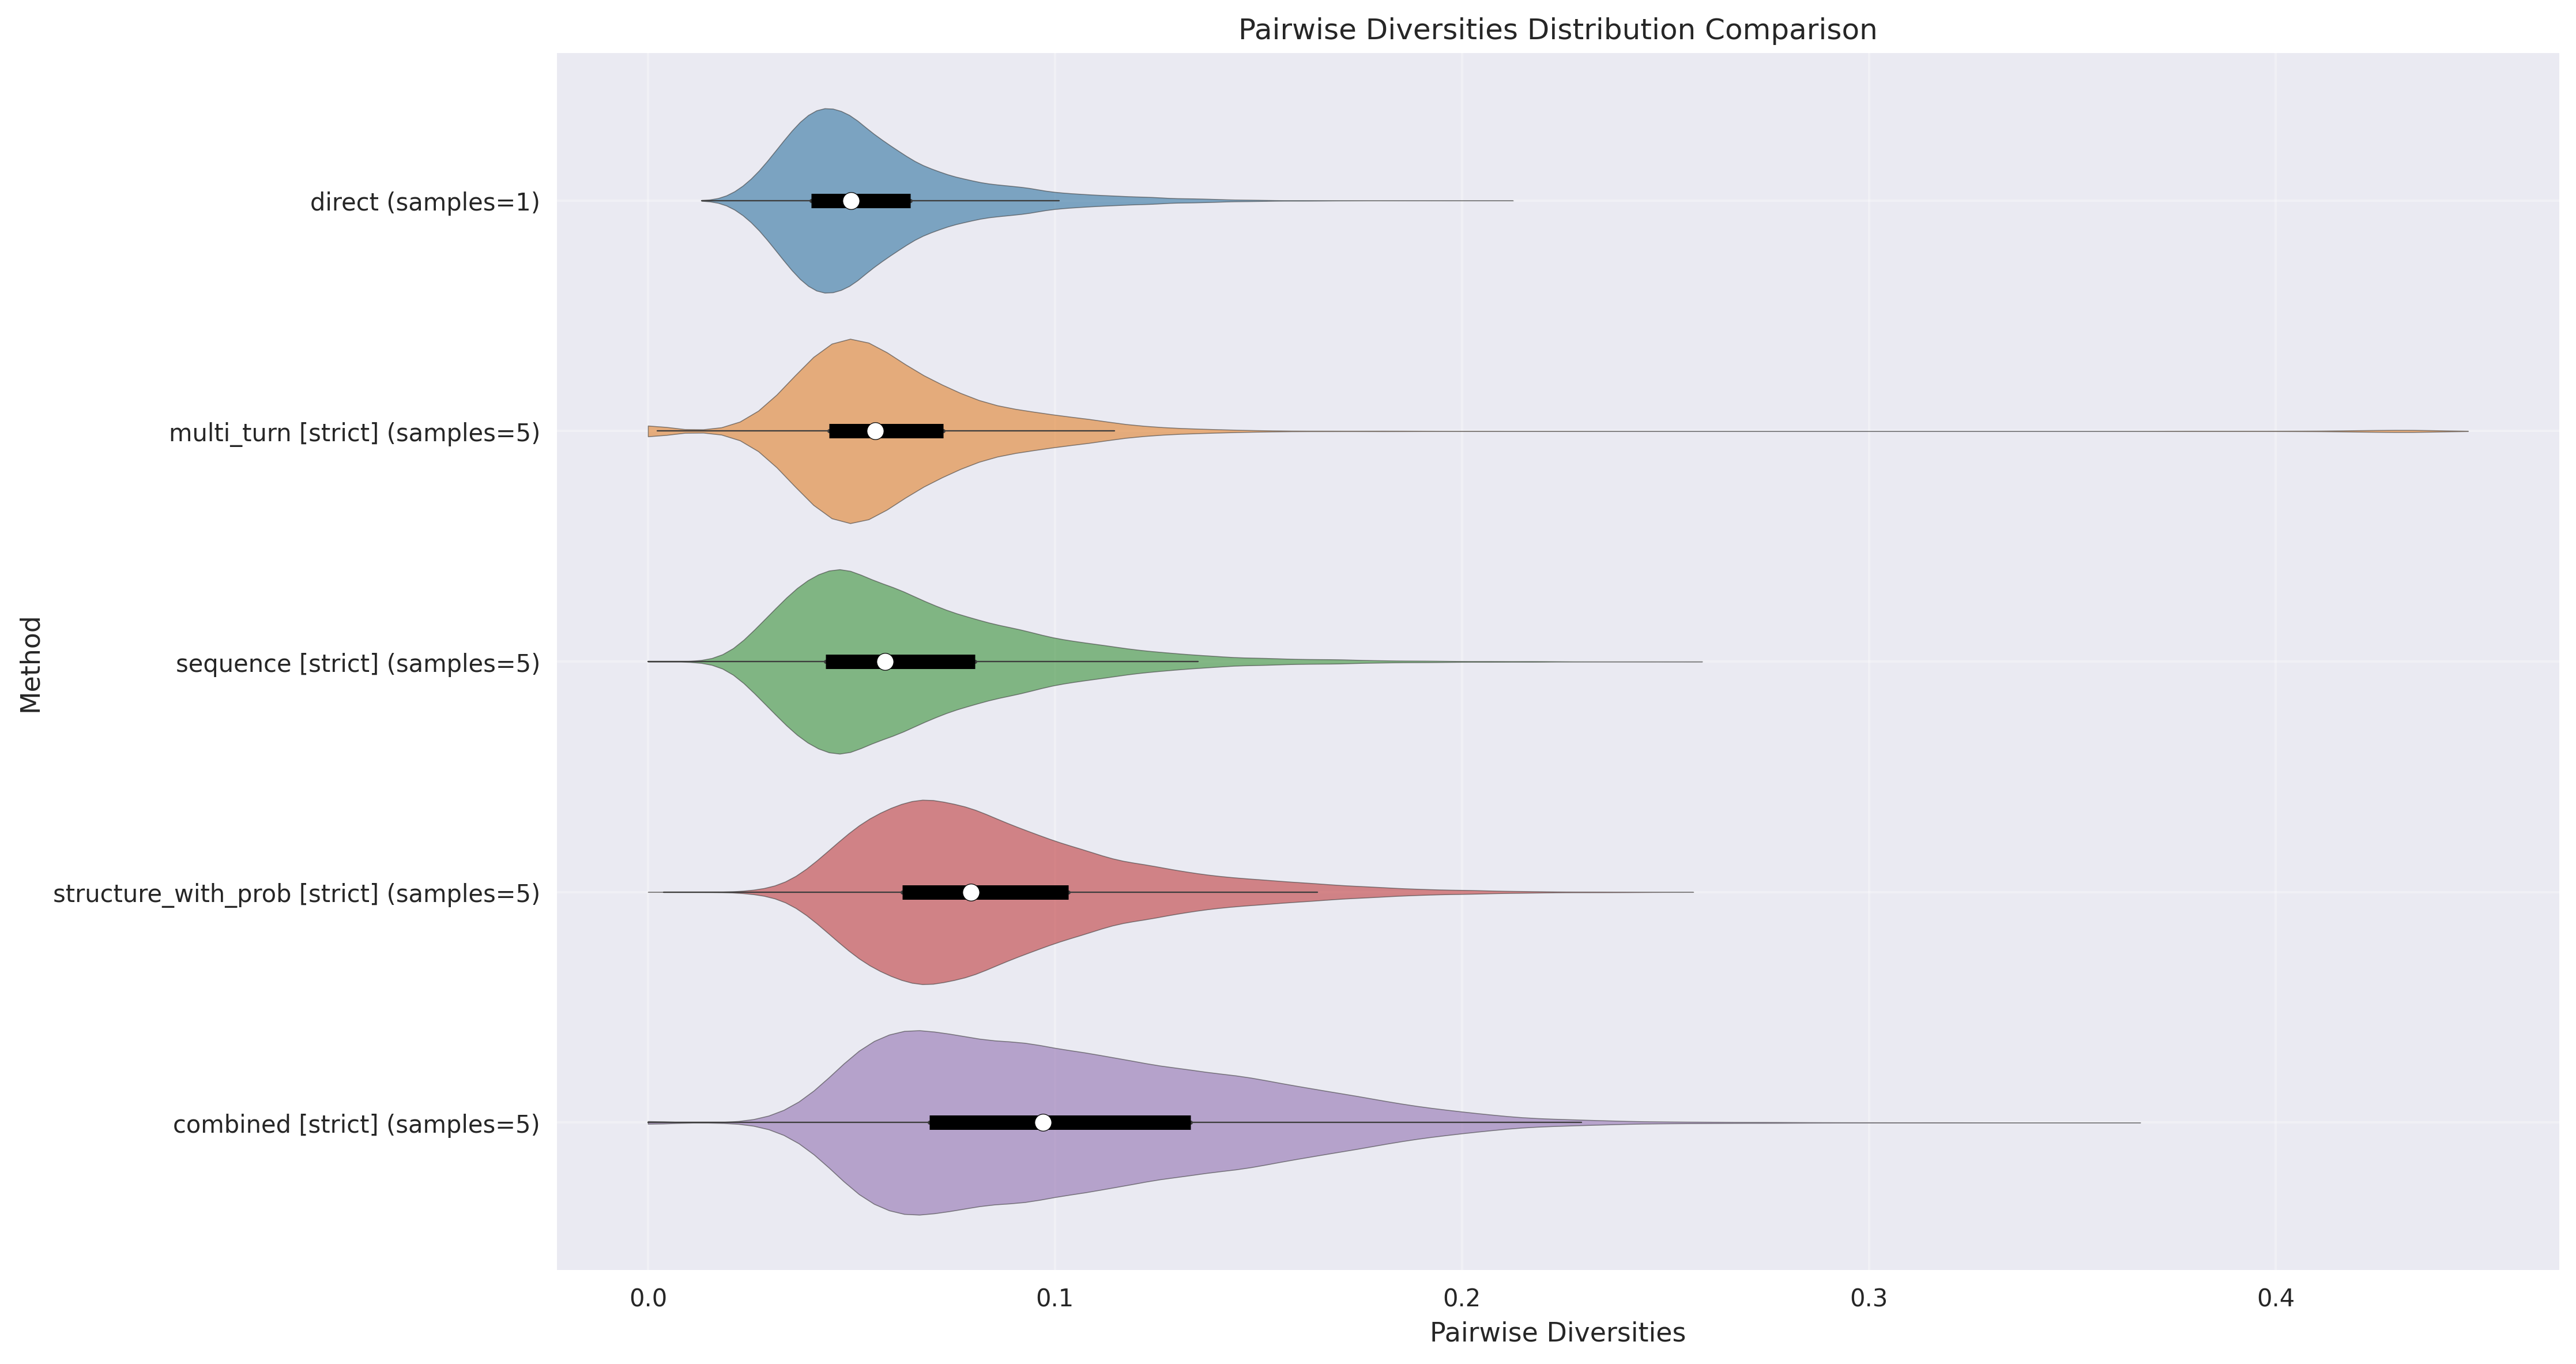 Pairwise Diversities Distribution Comparison
Method
direct (samples=1)
multi_turn [strict] (samples=5)
sequence [strict] (samples=5)
structure_with_prob [strict] (samples=5)
combined [strict] (samples=5)
0.0 0.1 0.2 0.3 0.4
Pairwise Diversities